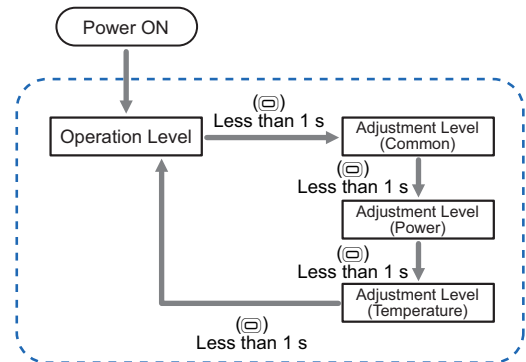 Power ON
Operation Level
Less than 1 s
Adjustment Level
(Common)
Less than 1 s
Adjustment Level
(Power)
Less than 1 s
Adjustment Level
(Temperature)
Less than 1 s